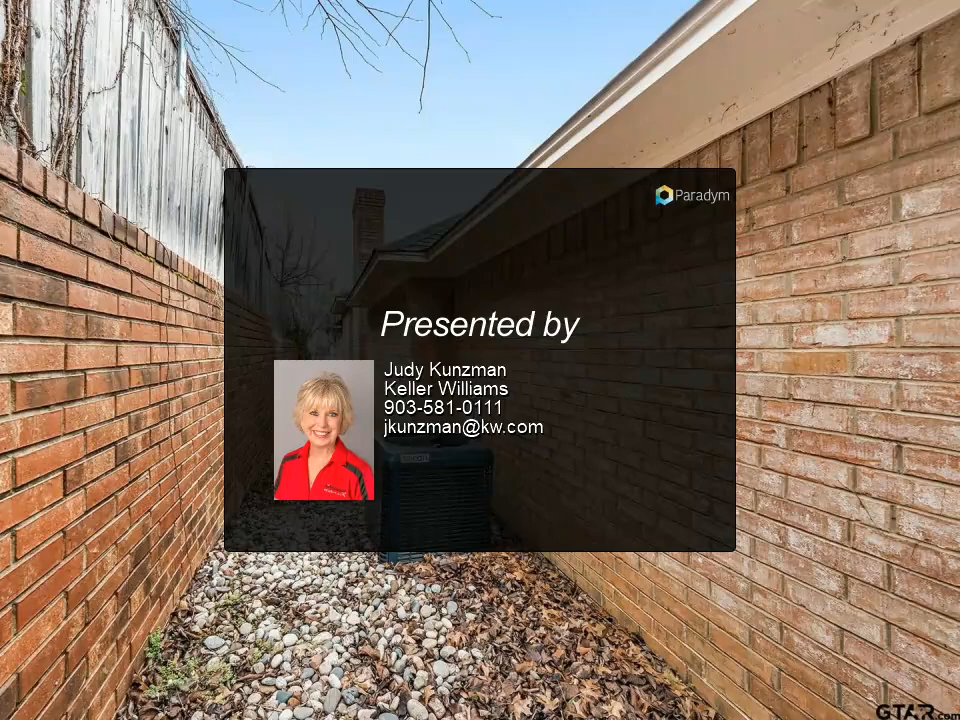 Paradym
Presented by
Judy Kunzman
Keller Williams
903-581-0111
jkunzman@kw.com
GTAR.com